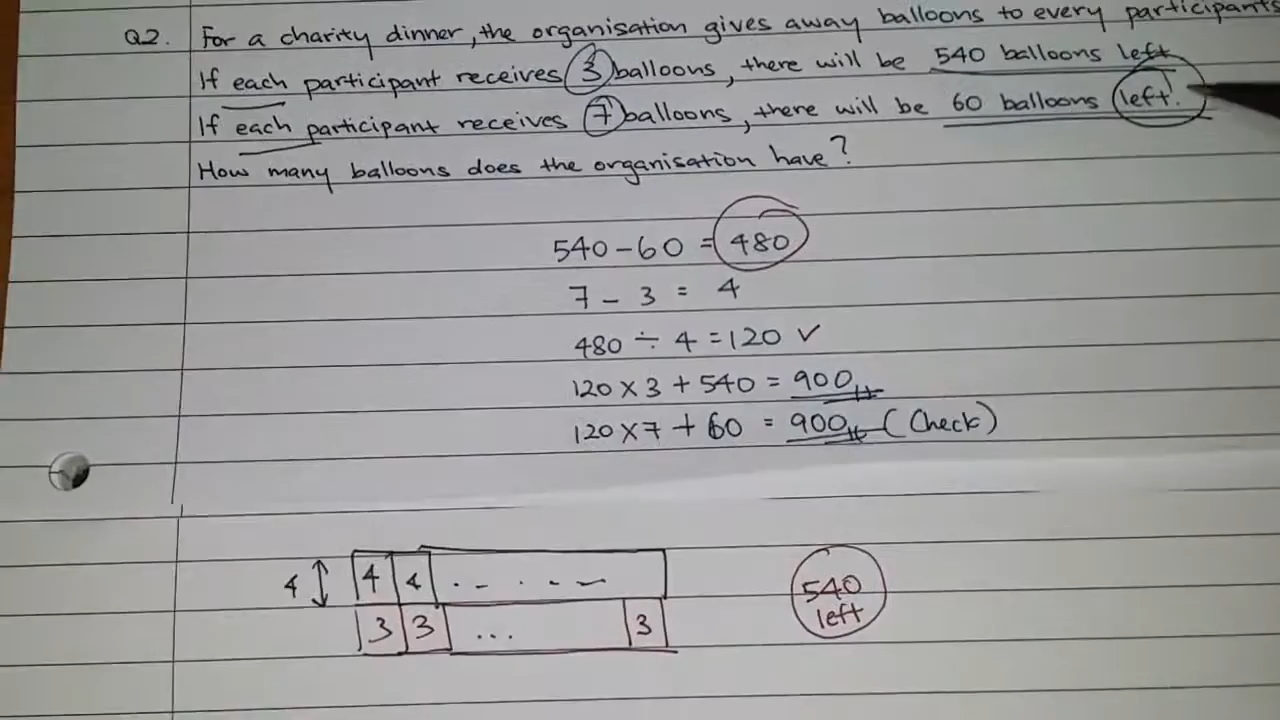 Q2. For a charity dinner, the organisation gives away balloons to every participants
If each participant receives 3 balloons, there will be 540 balloons left
If each participant receives 7 balloons, there will be 60 balloons left.
How many balloons does the organisation have?
540 - 60 = 480
7 - 3 = 4
480 ÷ 4 = 120 ✓
120 × 3 + 540 = 900
120 × 7 + 60 = 900 (Check)
4 4 4 . - . - -
3 3 ... 3
540
left